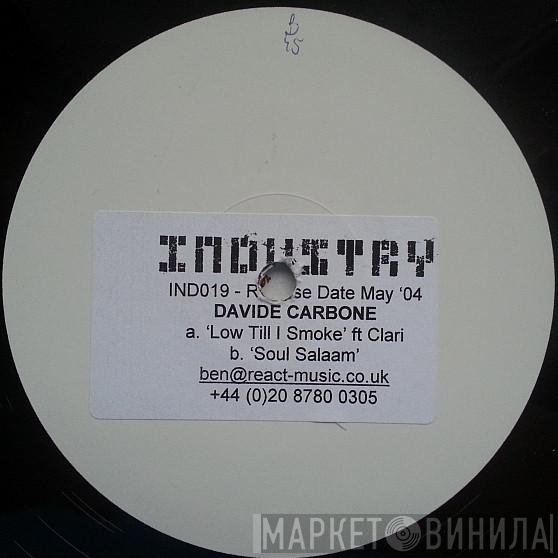 INDUSTRY
IND019 - R se Date May ‘04
DAVIDE CARBONE
a. ‘Low Till I Smoke’ ft Clari
b. ‘Soul Salaam’
ben@react-music.co.uk
+44 (0)20 8780 0305
МАРКЕТ ВИНИЛА